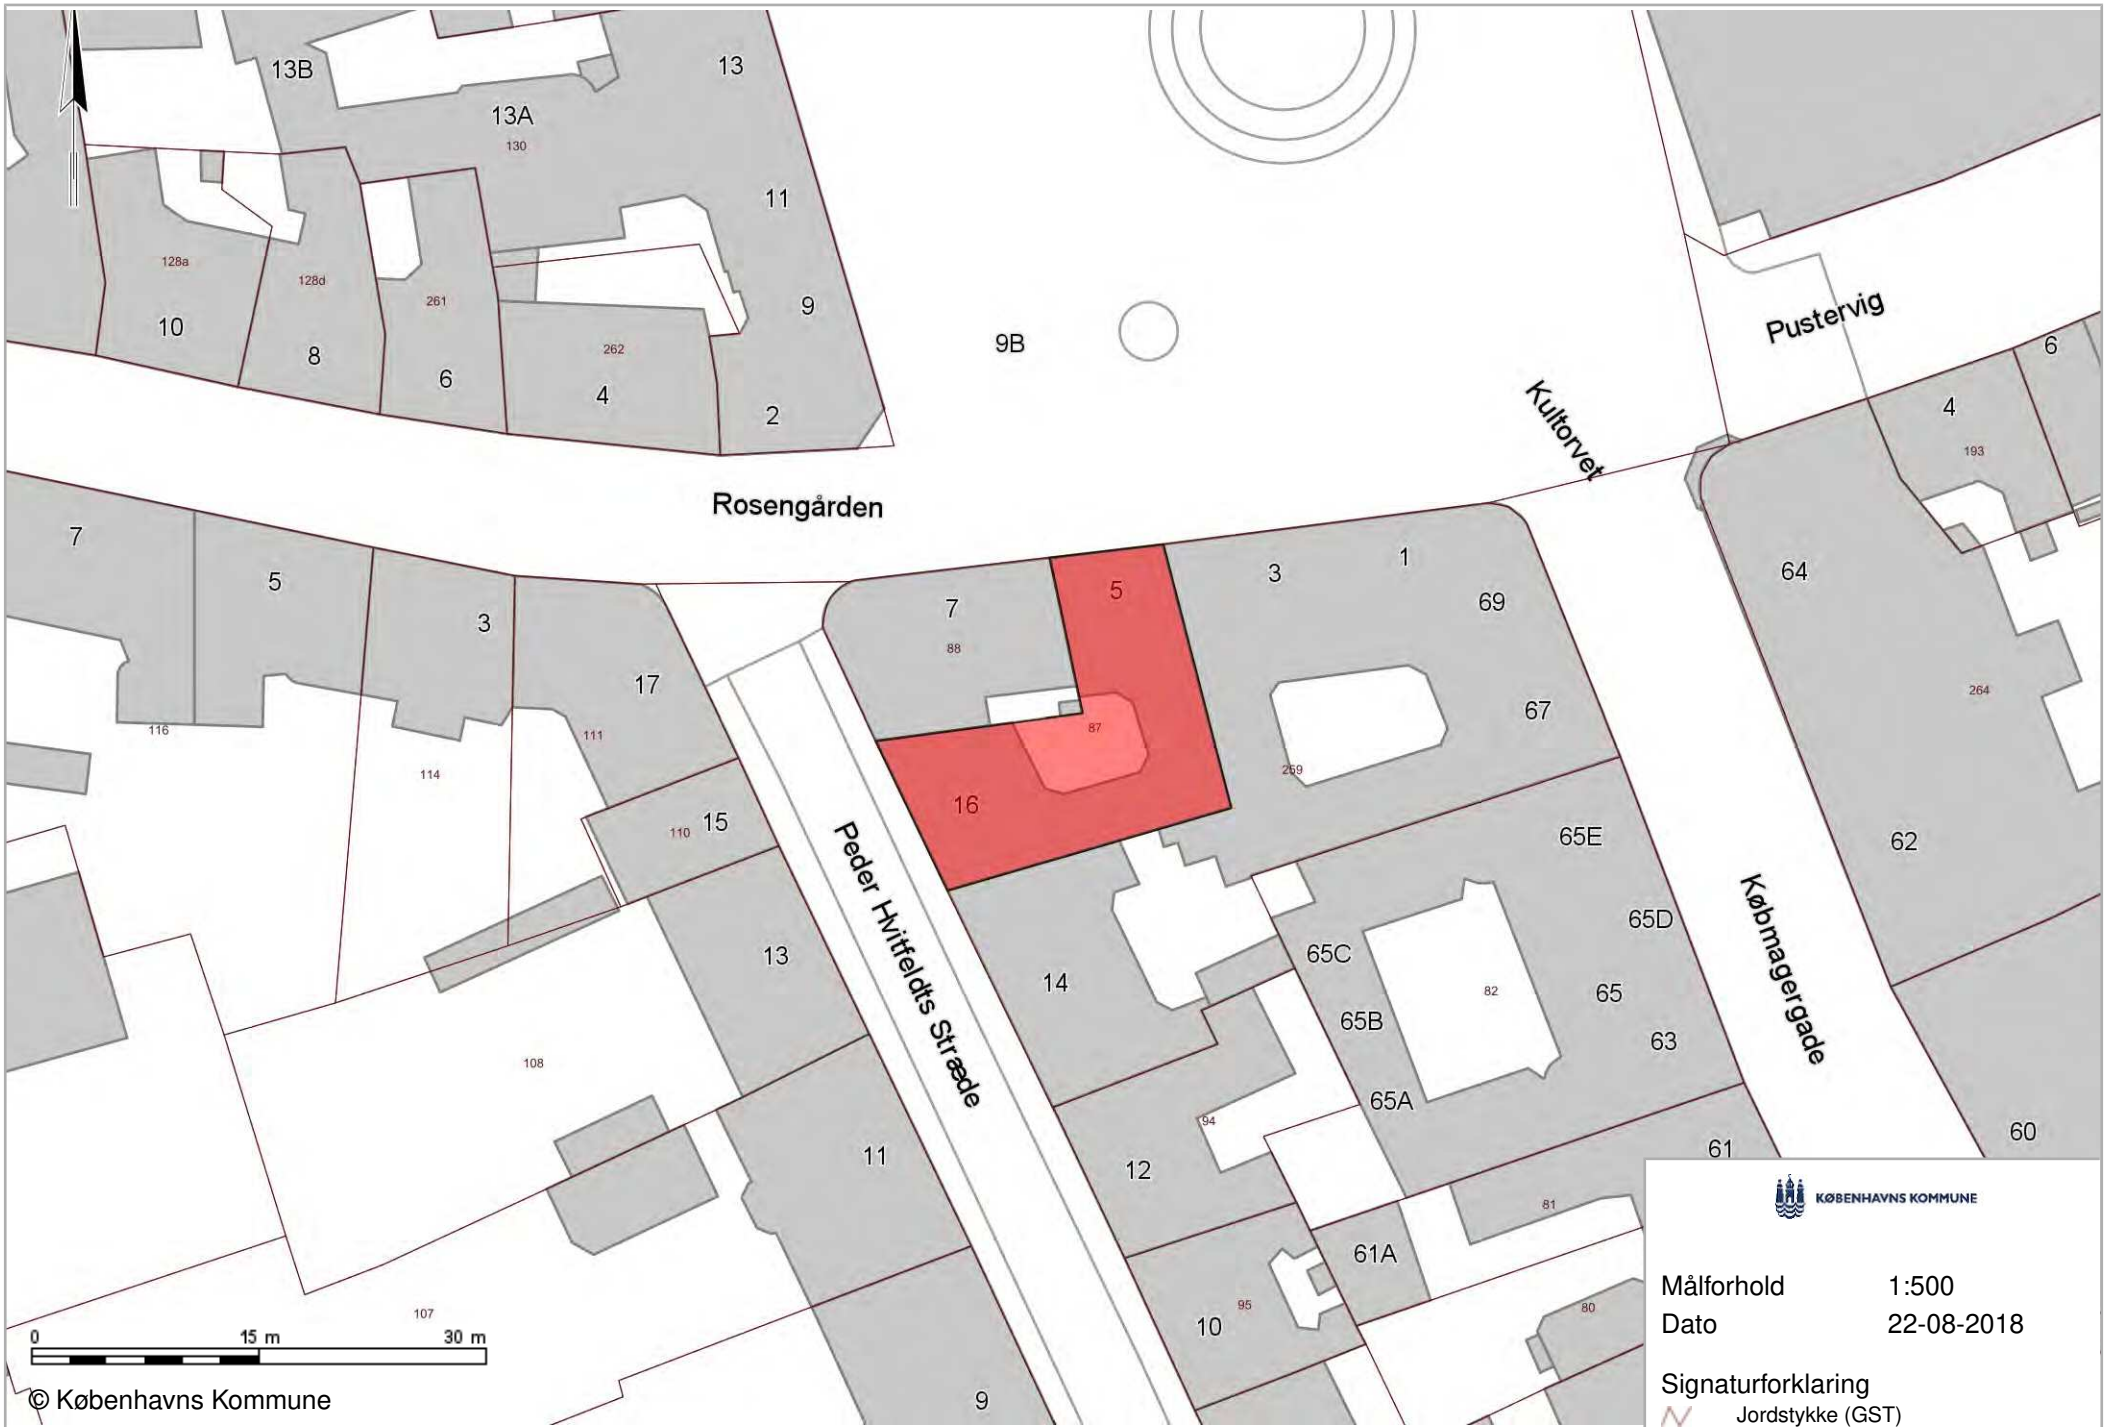 13B
13
13A
130
11
128a
128d
261
9
10
8
262
9B
6
4
2
Pustervig
6
4
193
Kultorvet
Rosengården
7
5
3
17
116
114
111
110
15
7
88
5
87
16
3
1
69
67
259
64
264
62
Peder Hvitfeldts Stræde
Købmagergade
13
14
65E
65D
65C
82
65
65B
63
65A
108
11
94
12
61
60
81
61A
95
10
80
107
9
0 15 m 30 m
© Københavns Kommune
KØBENHAVNS KOMMUNE
Målforhold 1:500
Dato 22-08-2018
Signaturforklaring
Jordstykke (GST)